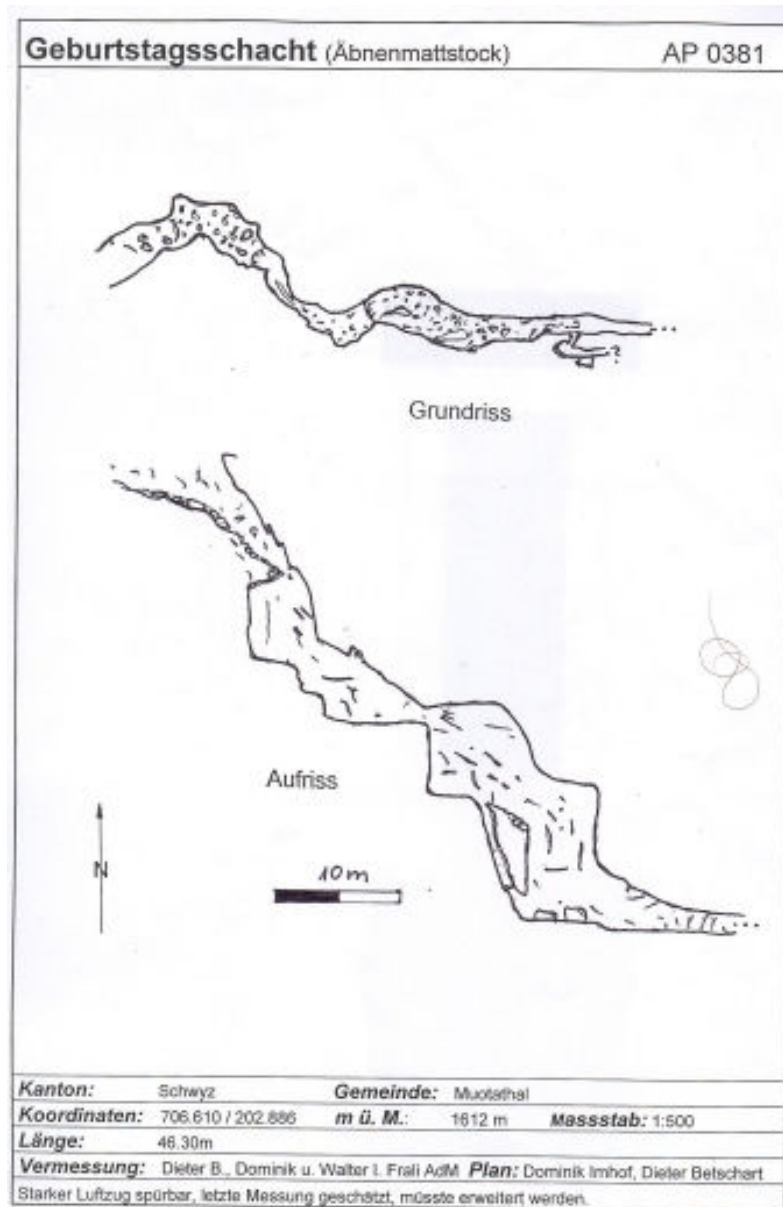 Geburtstagsschacht (Äbnenmattstock) AP 0381
Grundriss
Aufriss
N
10m
Kanton: Schwyz Gemeinde: Muotathal
Koordinaten: 706.610 / 202.886 m ü. M.: 1612 m Massstab: 1:500
Länge: 46.30m
Vermessung: Dieter B., Dominik u. Walter I. Frali AdM Plan: Dominik Imhof, Dieter Betschart
Starker Luftzug spürbar, letzte Messung geschätzt, müsste erweitert werden.